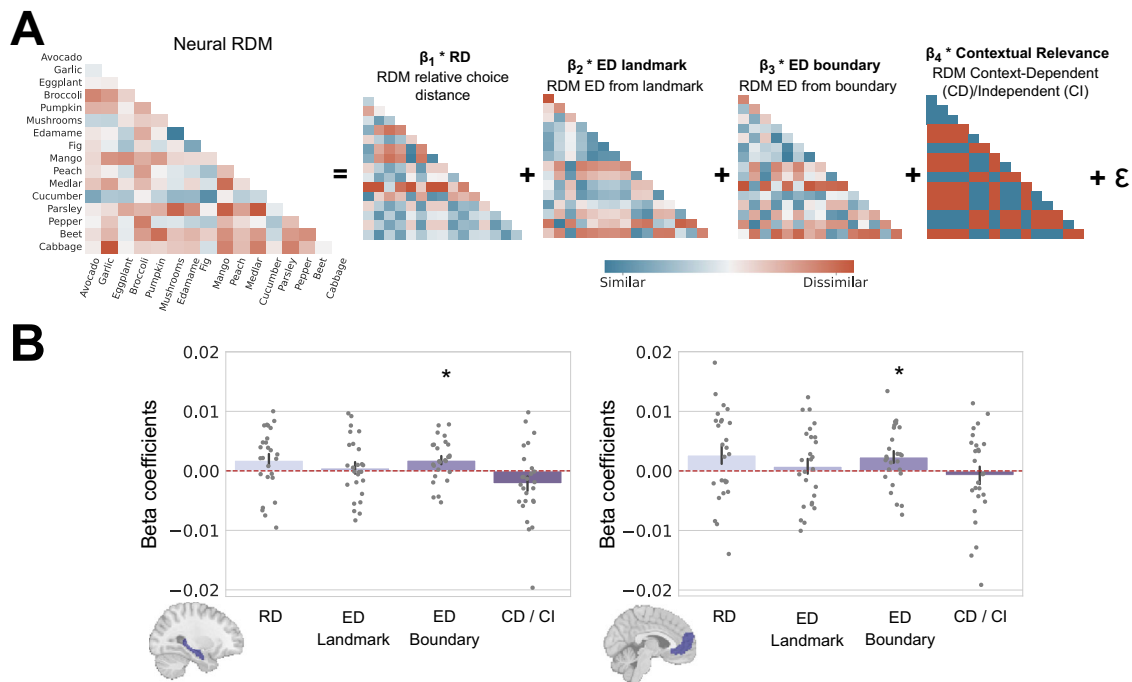 A
Neural RDM
Avocado
Garlic
Eggplant
Broccoli
Pumpkin
Mushrooms
Edamame
Fig
Mango
Peach
Medlar
Cucumber
Parsley
Pepper
Beet
Cabbage
Avocado
Garlic
Eggplant
Broccoli
Pumpkin
Mushrooms
Edamame
Fig
Mango
Peach
Medlar
Cucumber
Parsley
Pepper
Beet
Cabbage
=
β1 * RD
RDM relative choice
distance
+
β2 * ED landmark
RDM ED from landmark
+
β3 * ED boundary
RDM ED from boundary
+
β4 * Contextual Relevance
RDM Context-Dependent
(CD)/Independent (CI)
+ ε
Similar
Dissimilar
B
Beta coefficients
0.02
0.01
0.00
−0.01
−0.02
*
RD
ED
Landmark
ED
Boundary
CD / CI
Beta coefficients
0.02
0.01
0.00
−0.01
−0.02
*
RD
ED
Landmark
ED
Boundary
CD / CI